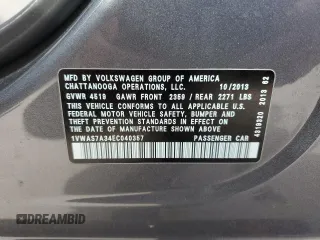 MFD. BY VOLKSWAGEN GROUP OF AMERICA
CHATTANOOGA OPERATIONS, LLC. 10/2013
GVWR 4519 GAWR FRONT 2359 / REAR 2271 LBS
THIS VEHICLE CONFORMS TO ALL APPLICABLE U.S.
FEDERAL MOTOR VEHICLE SAFETY, BUMPER AND
THEFT PREVENTION STANDARDS IN EFFECT ON THE
DATE OF MANUFACTURE SHOWN ABOVE.
1VWAS7A34EC040357 PASSENGER CAR
2013 02
DREAMBID